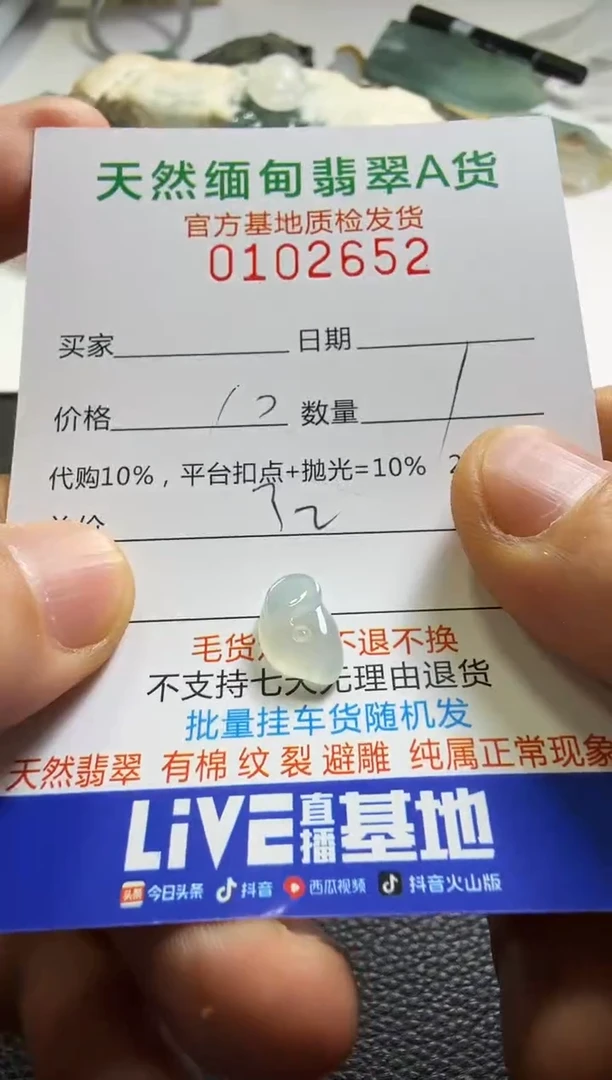 天然缅甸翡翠A货
官方基地质检发货
0102652
买家 日期
价格 数量 1
代购10%，平台扣点+抛光=10% 2
毛货 不退不换
不支持七天无理由退货
批量挂车货随机发
天然翡翠 有棉 纹 裂 避雕 纯属正常现象
LiVE直播基地
头条 今日头条 抖音 西瓜视频 抖音火山版